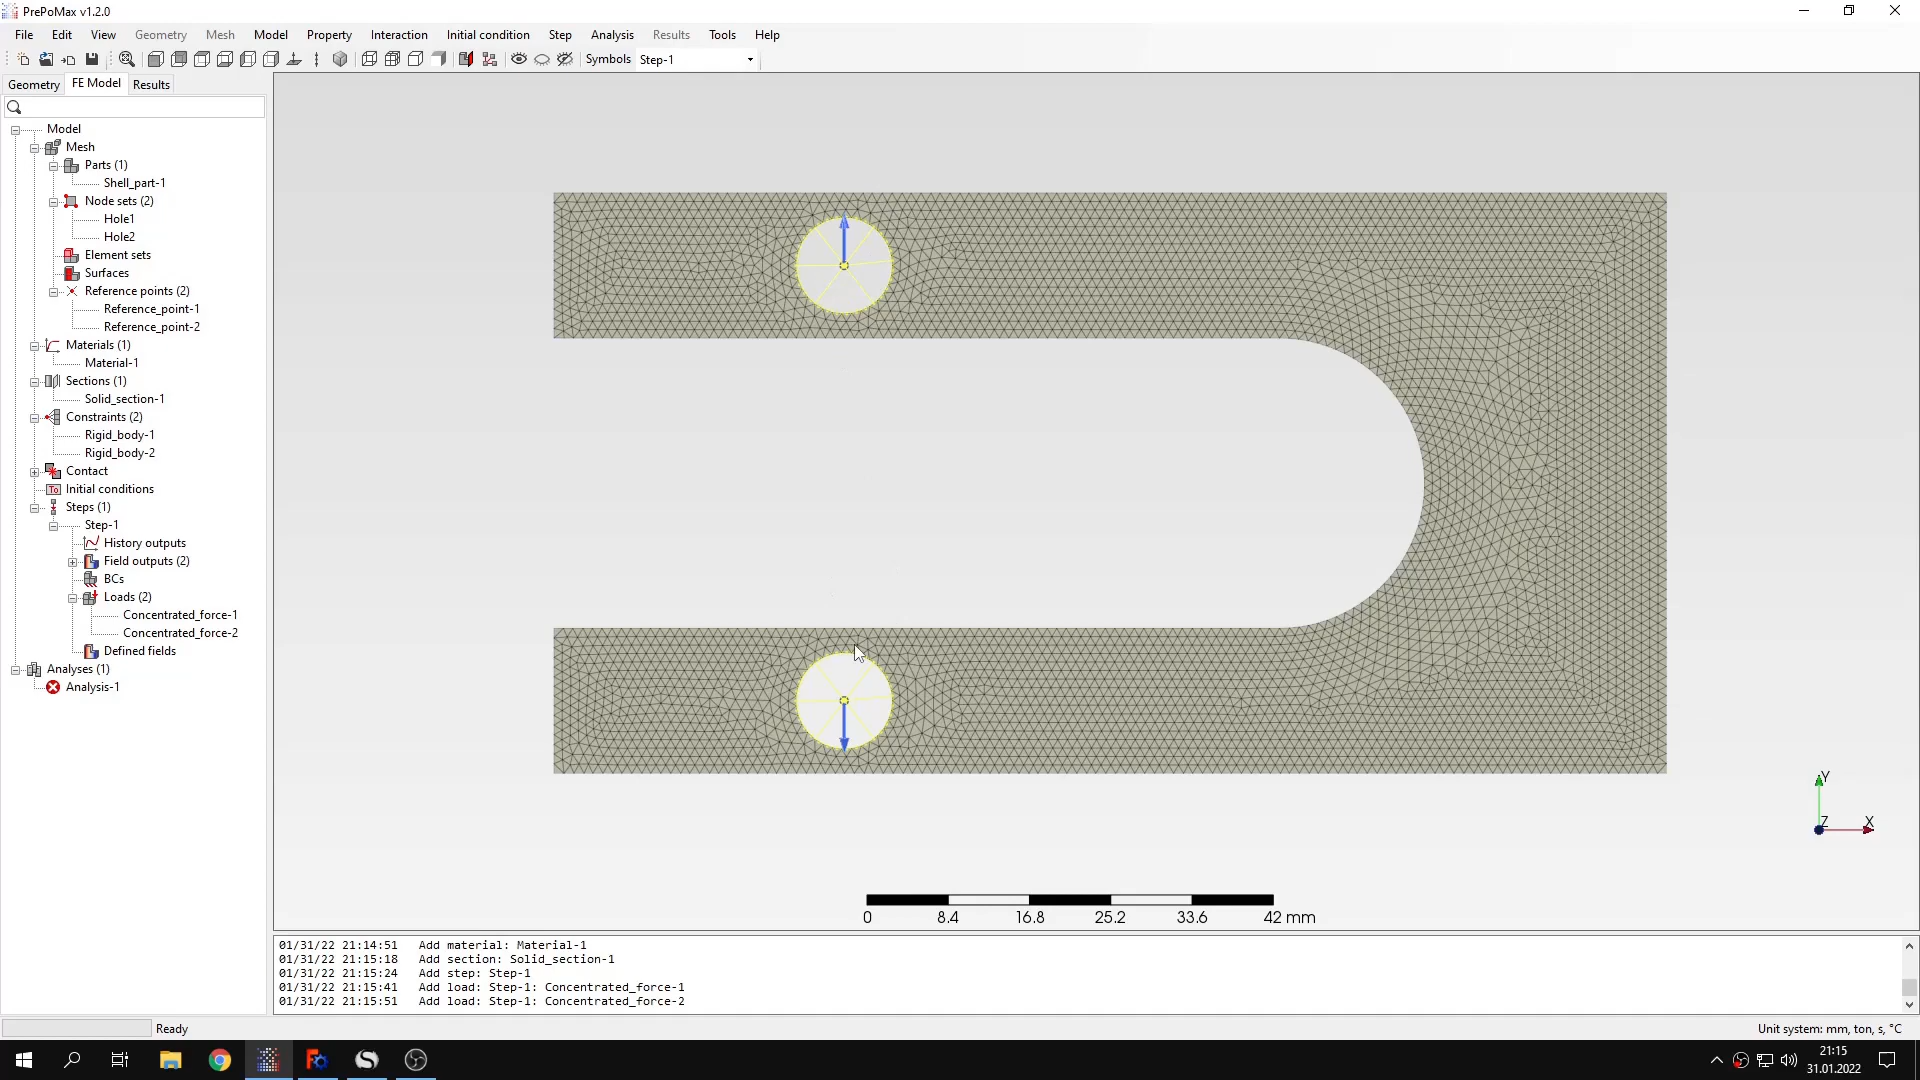 PrePoMax v1.2.0
File Edit View Geometry Mesh Model Property Interaction Initial condition Step Analysis Results Tools Help
Symbols Step-1
Geometry FE Model Results
Model
Mesh
Parts (1)
Shell_part-1
Node sets (2)
Hole1
Hole2
Element sets
Surfaces
Reference points (2)
Reference_point-1
Reference_point-2
Materials (1)
Material-1
Sections (1)
Solid_section-1
Constraints (2)
Rigid_body-1
Rigid_body-2
Contact
Initial conditions
Steps (1)
Step-1
History outputs
Field outputs (2)
BCs
Loads (2)
Concentrated_force-1
Concentrated_force-2
Defined fields
Analyses (1)
Analysis-1
Y
Z X
0 8.4 16.8 25.2 33.6 42 mm
01/31/22 21:14:51 Add material: Material-1
01/31/22 21:15:18 Add section: Solid_section-1
01/31/22 21:15:24 Add step: Step-1
01/31/22 21:15:41 Add load: Step-1: Concentrated_force-1
01/31/22 21:15:51 Add load: Step-1: Concentrated_force-2
Ready
Unit system: mm, ton, s, °C
21:15
31.01.2022